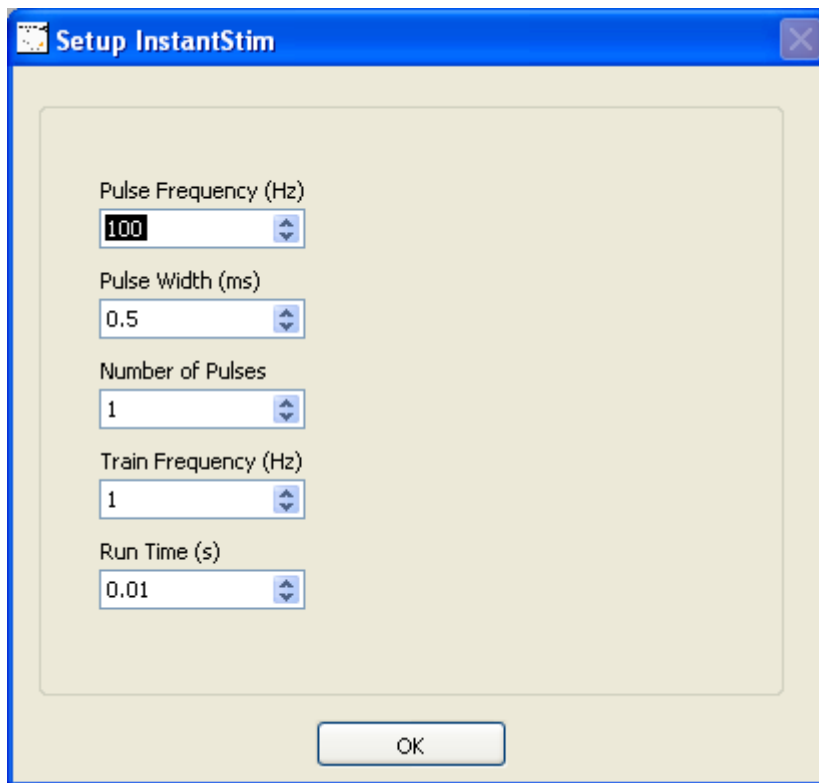 Setup InstantStim
Pulse Frequency (Hz)
100
Pulse Width (ms)
0.5
Number of Pulses
1
Train Frequency (Hz)
1
Run Time (s)
0.01
OK